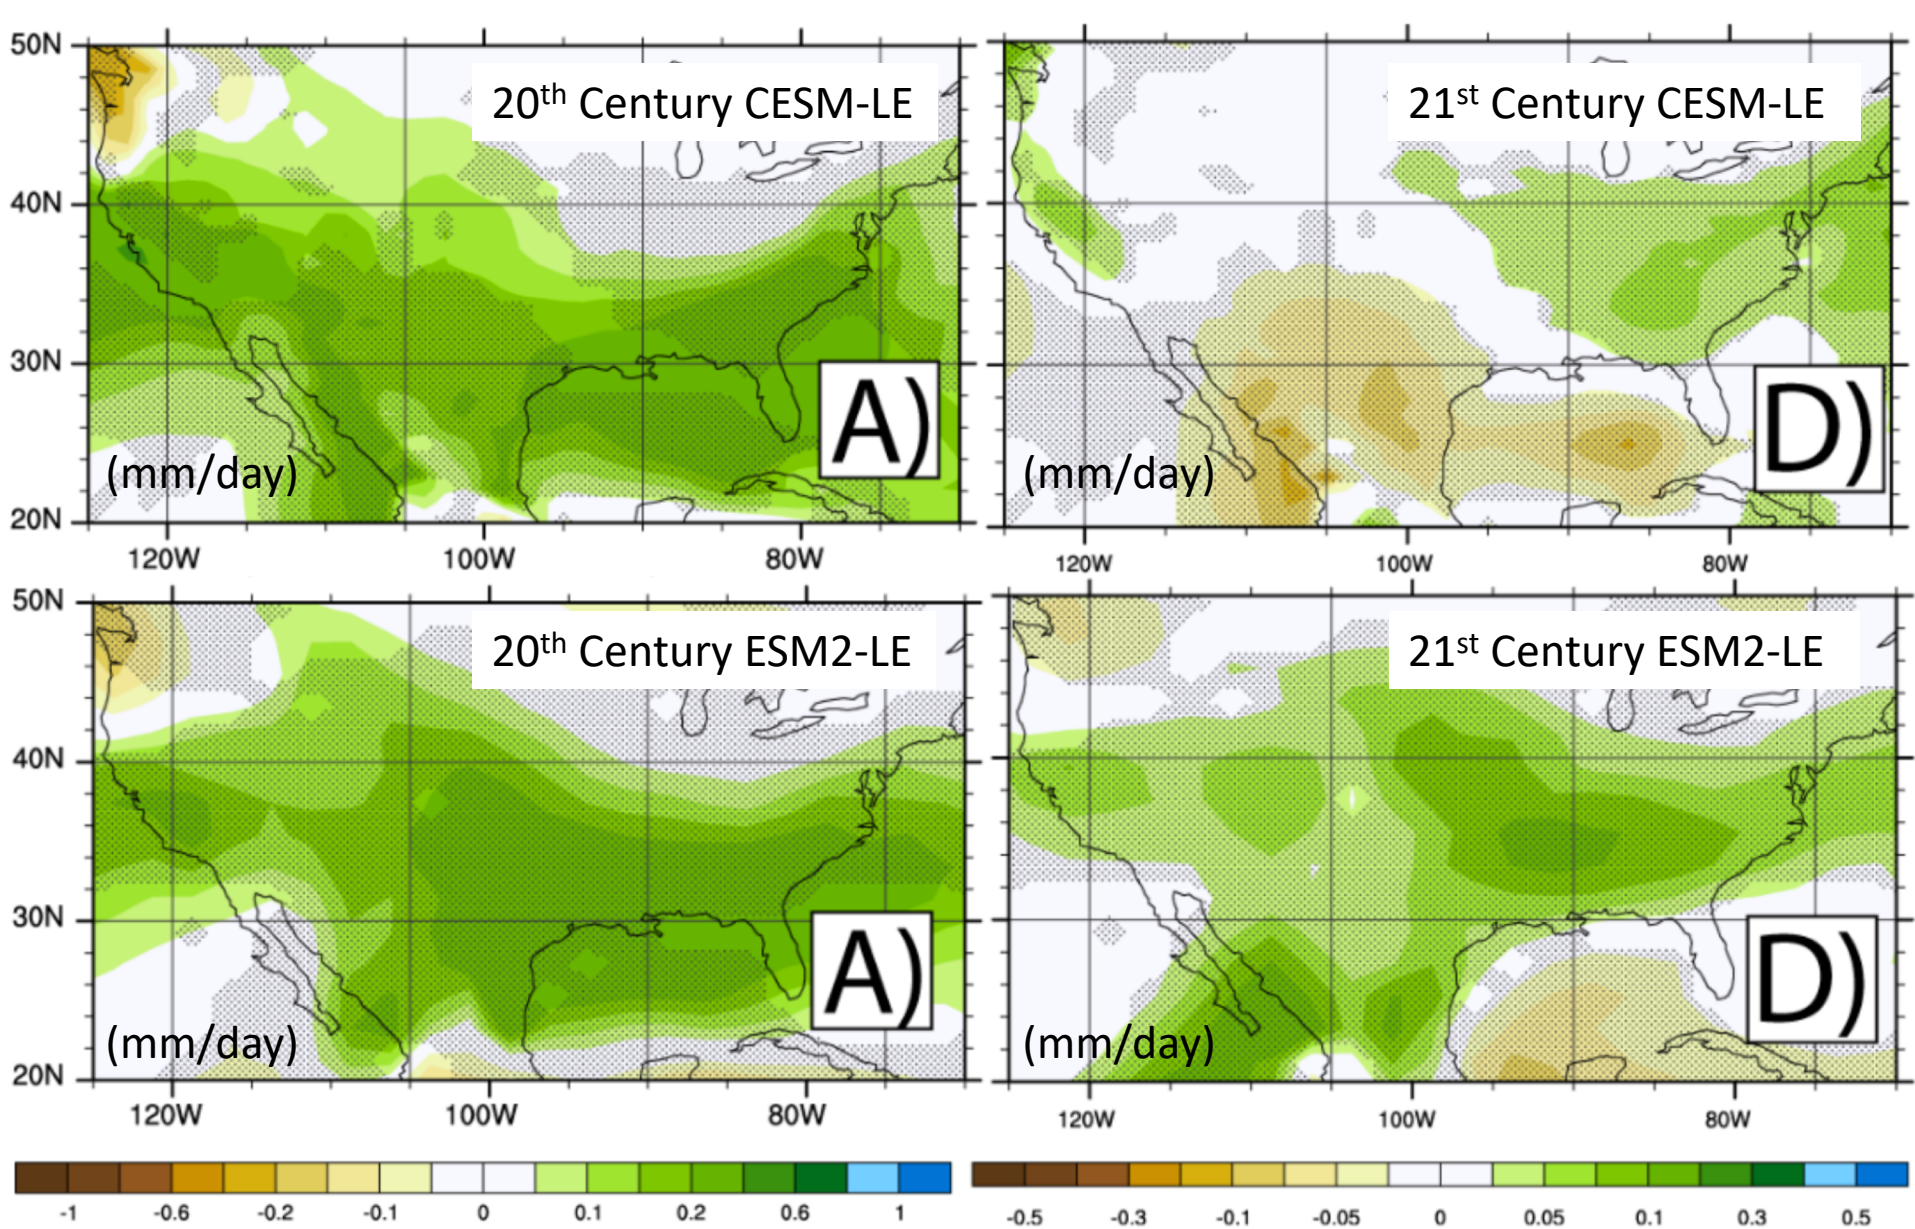 50N
40N
30N
20N
20th Century CESM-LE
A)
(mm/day)
120W
100W
80W
21st Century CESM-LE
D)
(mm/day)
120W
100W
80W
50N
40N
30N
20N
20th Century ESM2-LE
A)
(mm/day)
120W
100W
80W
21st Century ESM2-LE
D)
(mm/day)
120W
100W
80W
-1 -0.6 -0.2 -0.1 0 0.1 0.2 0.6 1
-0.5 -0.3 -0.1 -0.05 0 0.05 0.1 0.3 0.5